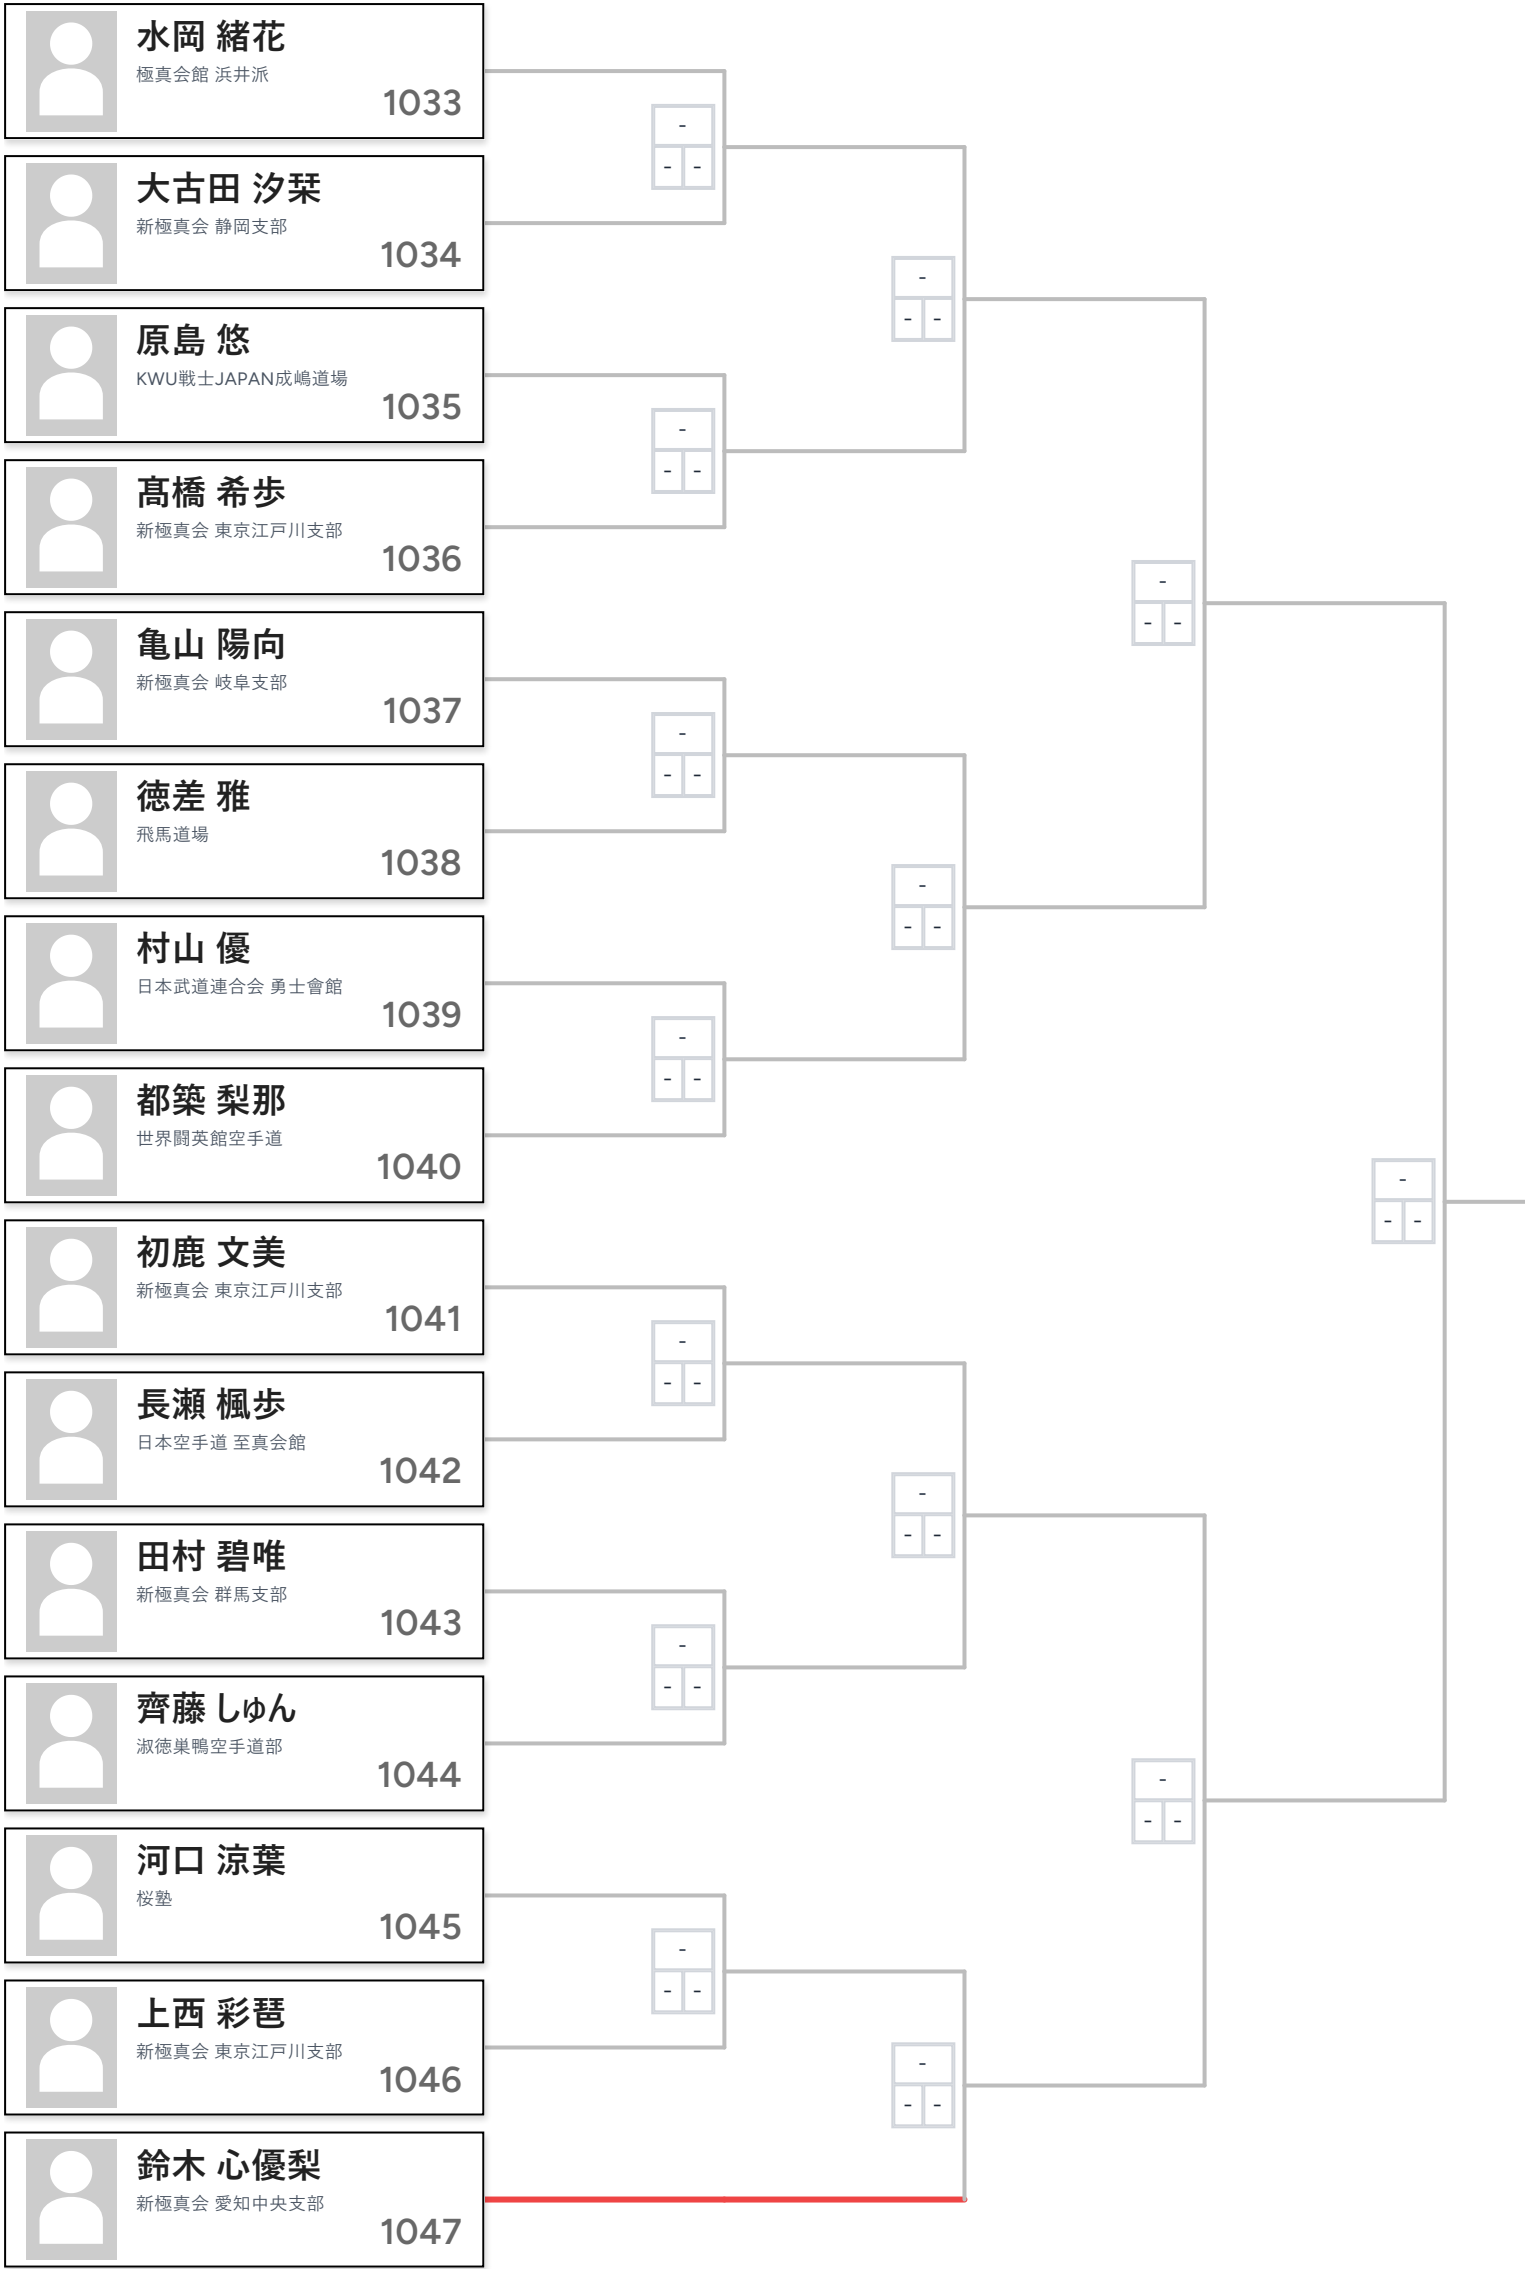 水岡 緒花
極真会館 浜井派
1033
-
- -
大古田 汐栞
新極真会 静岡支部
1034
-
- -
原島 悠
KWU戦士JAPAN成嶋道場
1035
-
- -
髙橋 希歩
新極真会 東京江戸川支部
1036
-
- -
亀山 陽向
新極真会 岐阜支部
1037
-
- -
徳差 雅
飛馬道場
1038
-
- -
村山 優
日本武道連合会 勇士會館
1039
-
- -
都築 梨那
世界闘英館空手道
1040
-
- -
初鹿 文美
新極真会 東京江戸川支部
1041
-
- -
長瀬 楓歩
日本空手道 至真会館
1042
-
- -
田村 碧唯
新極真会 群馬支部
1043
-
- -
齊藤 しゅん
淑徳巣鴨空手道部
1044
-
- -
河口 涼葉
桜塾
1045
-
- -
上西 彩琶
新極真会 東京江戸川支部
1046
-
- -
鈴木 心優梨
新極真会 愛知中央支部
1047